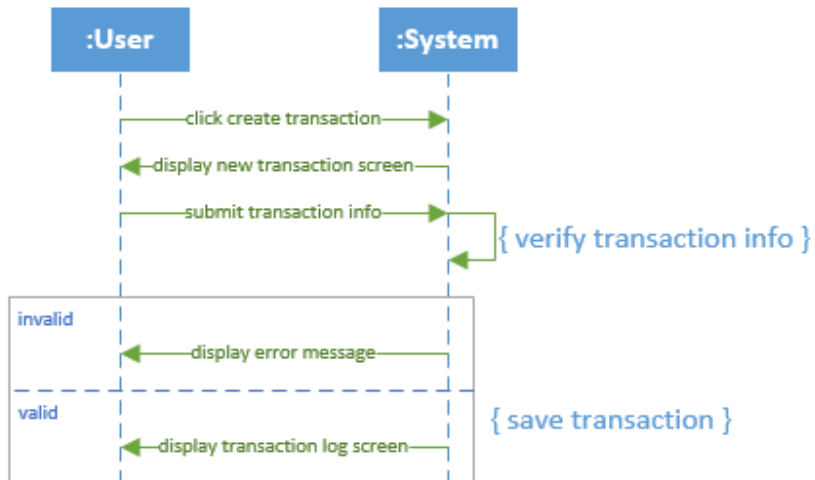 :User
:System
click create transaction
display new transaction screen
submit transaction info
{ verify transaction info }
invalid
display error message
valid
{ save transaction }
display transaction log screen